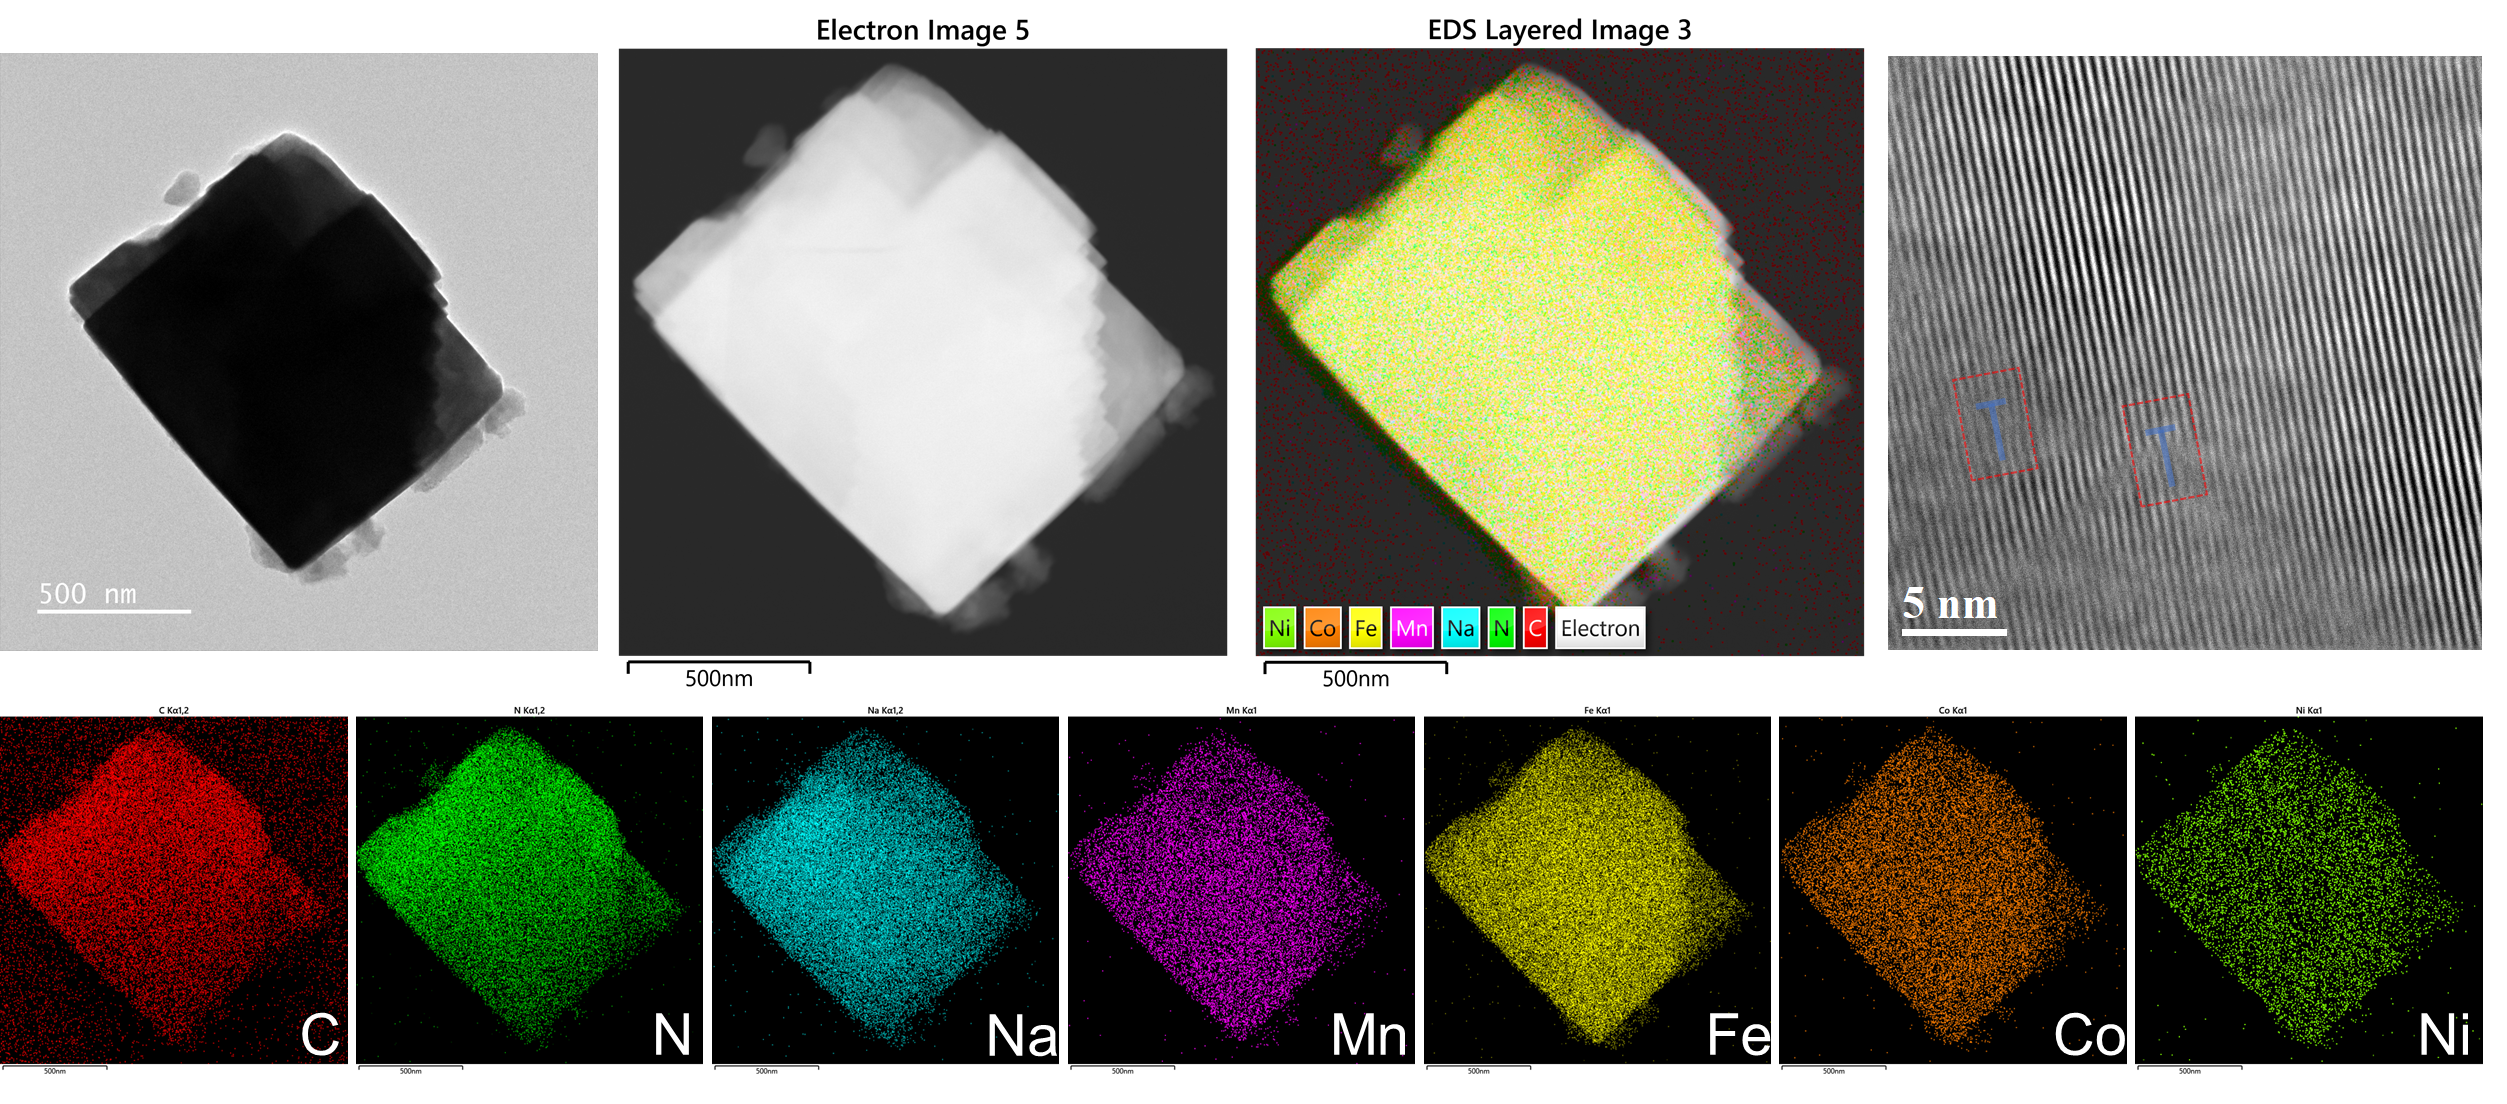 Electron Image 5
EDS Layered Image 3
500 nm
Ni Co Fe Mn Na N C Electron
T
T
5 nm
500nm
500nm
C Kα1,2
N Kα1,2
Na Kα1,2
Mn Kα1
Fe Kα1
Co Kα1
Ni Kα1
C
N
Na
Mn
Fe
Co
Ni
500nm
500nm
500nm
500nm
500nm
500nm
500nm